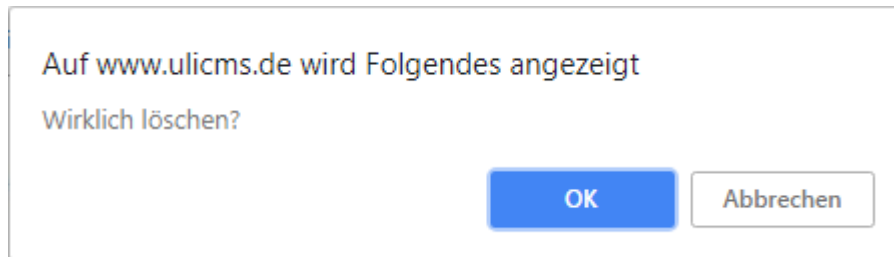 Auf www.ulicms.de wird Folgendes angezeigt
Wirklich löschen?
OK Abbrechen